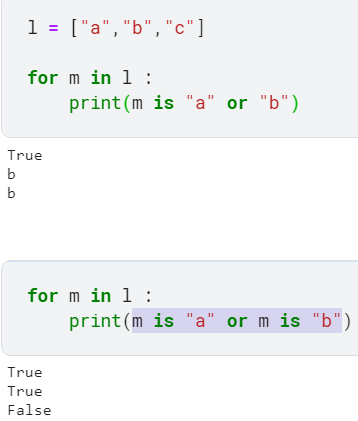 l = ["a","b","c"]
for m in l :
    print(m is "a" or "b")
True
b
b
for m in l :
    print(m is "a" or m is "b")
True
True
False